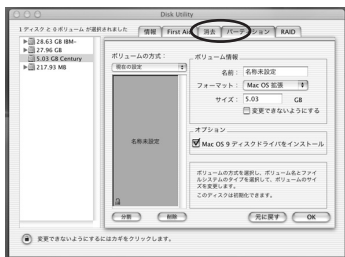 Disk Utility
1 ディスク と 0 ボリューム が選択されました
情報 First Aid 消去 パーティション RAID
28.63 GB IBM-
27.96 GB
5.03 GB Century
217.93 MB
ボリュームの方式：
現在の設定
名称未設定
分割 削除
ボリューム情報
名前： 名称未設定
フォーマット： Mac OS 拡張
サイズ： 5.03 GB
変更できないようにする
オプション
Mac OS 9 ディスクドライバをインストール
ボリュームの方式を選択し、ボリューム名とファイ
ルシステムのタイプを選択して、ボリュームのサイ
ズを変更します。
このディスクは初期化できます。
元に戻す OK
変更できないようにするにはカギをクリックします。